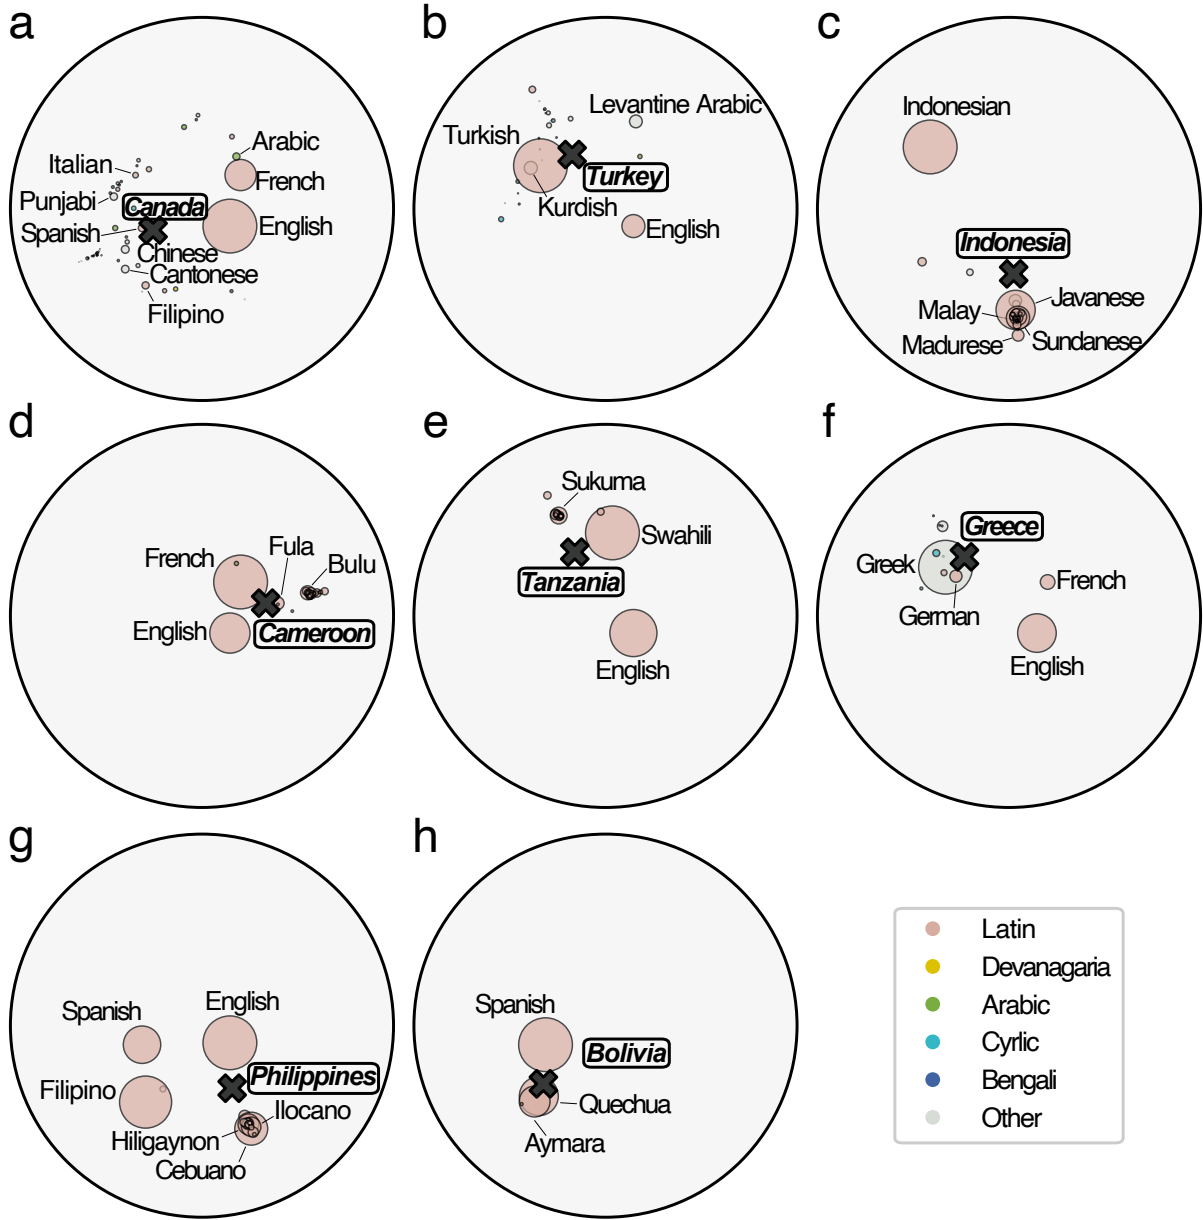 a
Arabic
Italian
French
Punjabi
Canada
Spanish
English
Chinese
Cantonese
Filipino
b
Levantine Arabic
Turkish
Turkey
Kurdish
English
c
Indonesian
Indonesia
Malay
Javanese
Madurese
Sundanese
d
French
Fula
Bulu
English
Cameroon
e
Sukuma
Swahili
Tanzania
English
f
Greece
Greek
French
German
English
g
Spanish
English
Filipino
Philippines
Ilocano
Hiligaynon
Cebuano
h
Spanish
Bolivia
Quechua
Aymara
Latin
Devanagaria
Arabic
Cyrlic
Bengali
Other